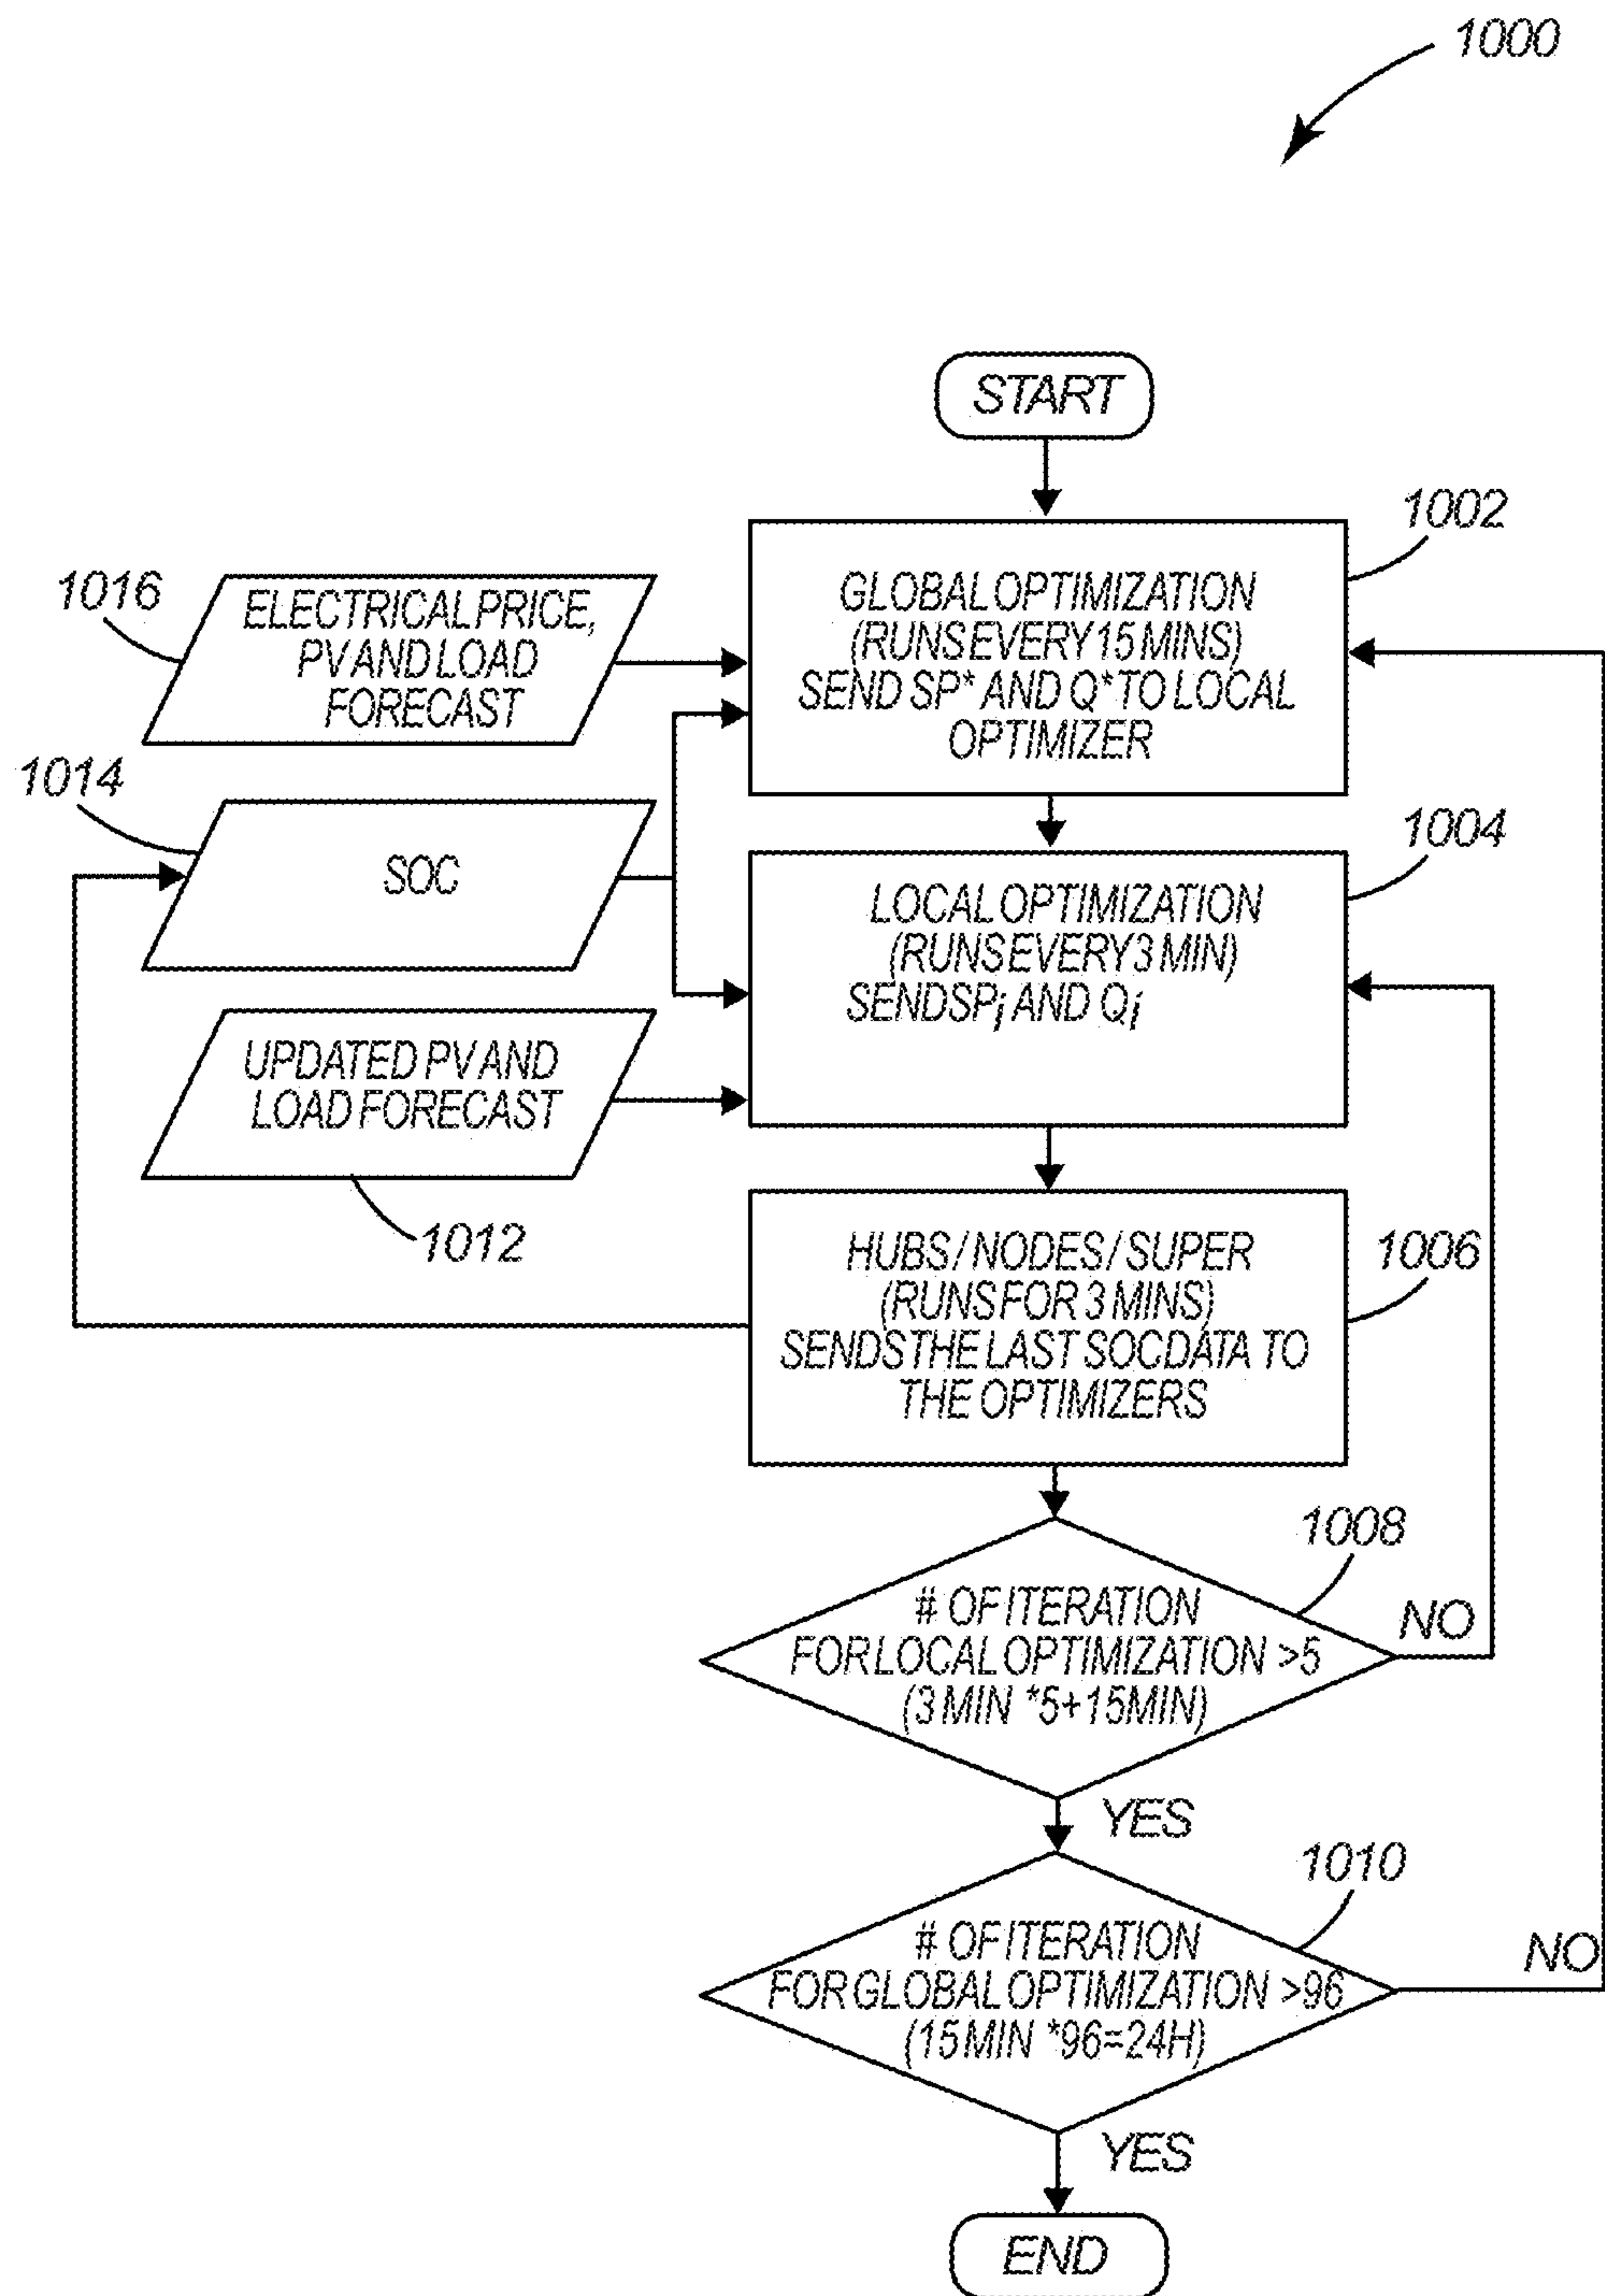 1000
START
1002
GLOBAL OPTIMIZATION
(RUNS EVERY 15 MINS)
SEND SP* AND Q* TO LOCAL
OPTIMIZER
1016
ELECTRICAL PRICE,
PV AND LOAD
FORECAST
1014
SOC
1004
LOCAL OPTIMIZATION
(RUNS EVERY 3 MIN)
SEND SPi AND Qi
UPDATED PV AND
LOAD FORECAST
1012
1006
HUBS / NODES / SUPER
(RUNS FOR 3 MINS)
SENDS THE LAST SOC DATA TO
THE OPTIMIZERS
1008
# OF ITERATION
FOR LOCAL OPTIMIZATION >5
(3 MIN *5+15MIN)
NO
YES
1010
# OF ITERATION
FOR GLOBAL OPTIMIZATION >96
(15 MIN *96=24H)
NO
YES
END